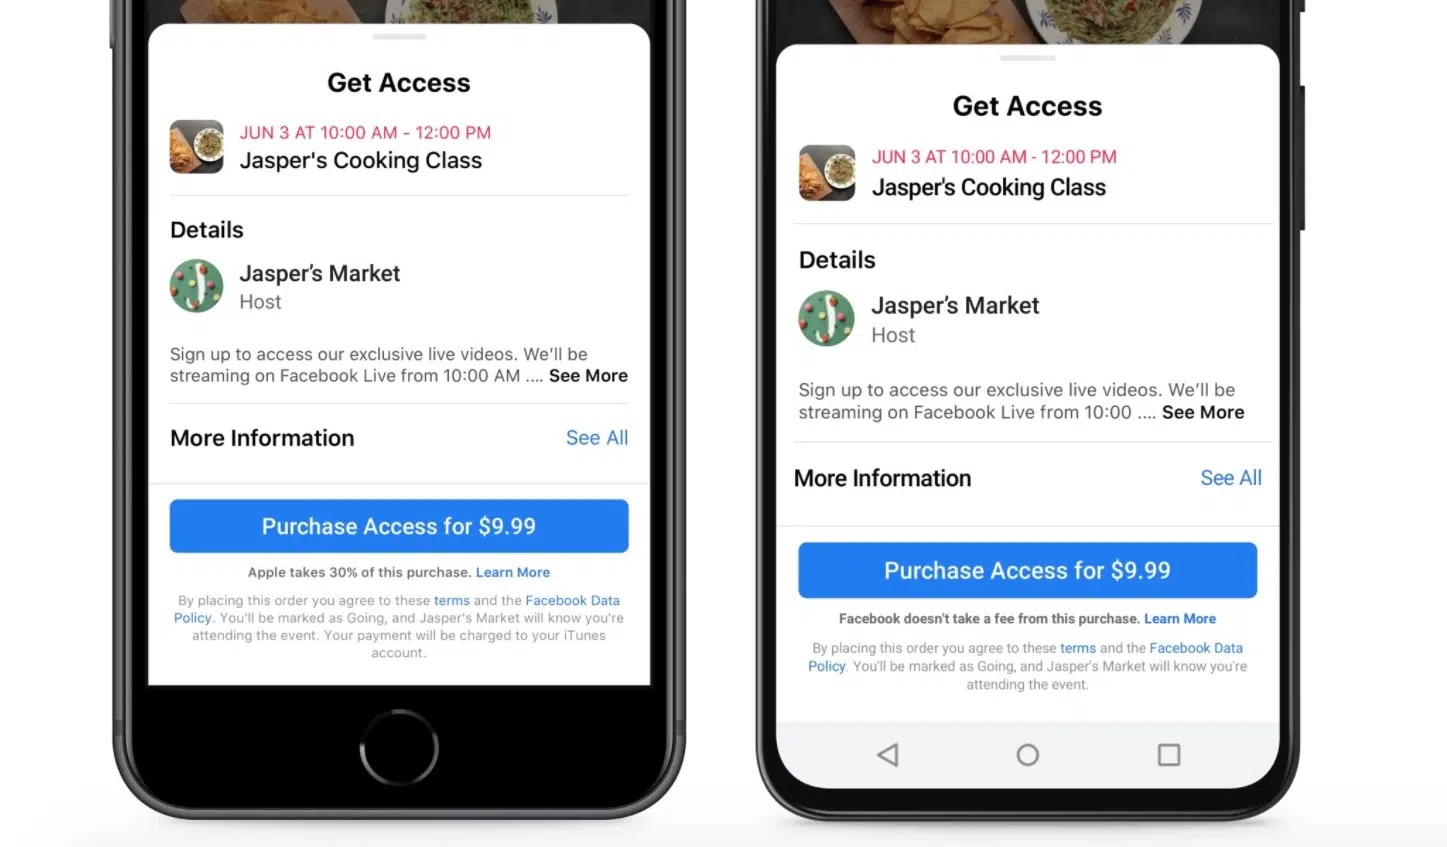 Get Access
JUN 3 AT 10:00 AM - 12:00 PM
Jasper's Cooking Class
Details
Jasper’s Market
Host
Sign up to access our exclusive live videos. We’ll be
streaming on Facebook Live from 10:00 AM .... See More
More Information See All
Purchase Access for $9.99
Apple takes 30% of this purchase. Learn More
By placing this order you agree to these terms and the Facebook Data
Policy. You'll be marked as Going, and Jasper's Market will know you're
attending the event. Your payment will be charged to your iTunes
account.
Get Access
JUN 3 AT 10:00 AM - 12:00 PM
Jasper's Cooking Class
Details
Jasper’s Market
Host
Sign up to access our exclusive live videos. We’ll be
streaming on Facebook Live from 10:00 .... See More
More Information See All
Purchase Access for $9.99
Facebook doesn't take a fee from this purchase. Learn More
By placing this order you agree to these terms and the Facebook Data
Policy. You'll be marked as Going, and Jasper's Market will know you're
attending the event.